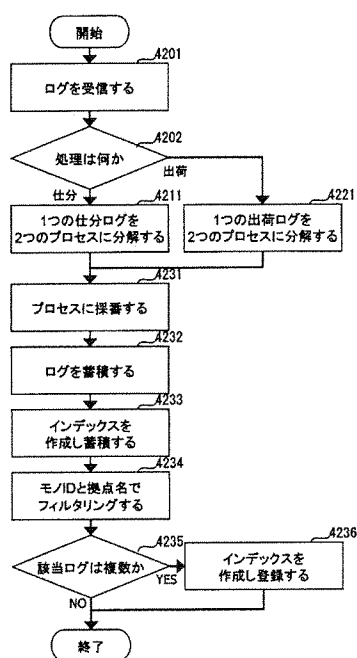 開始
4201
ログを受信する
4202
処理は何か
出荷
仕分
4211
1つの仕分ログを
2つのプロセスに分解する
4221
1つの出荷ログを
2つのプロセスに分解する
4231
プロセスに採番する
4232
ログを蓄積する
4233
インデックスを
作成し蓄積する
4234
モノIDと拠点名で
フィルタリングする
4235
該当ログは複数か
YES
NO
4236
インデックスを
作成し登録する
終了